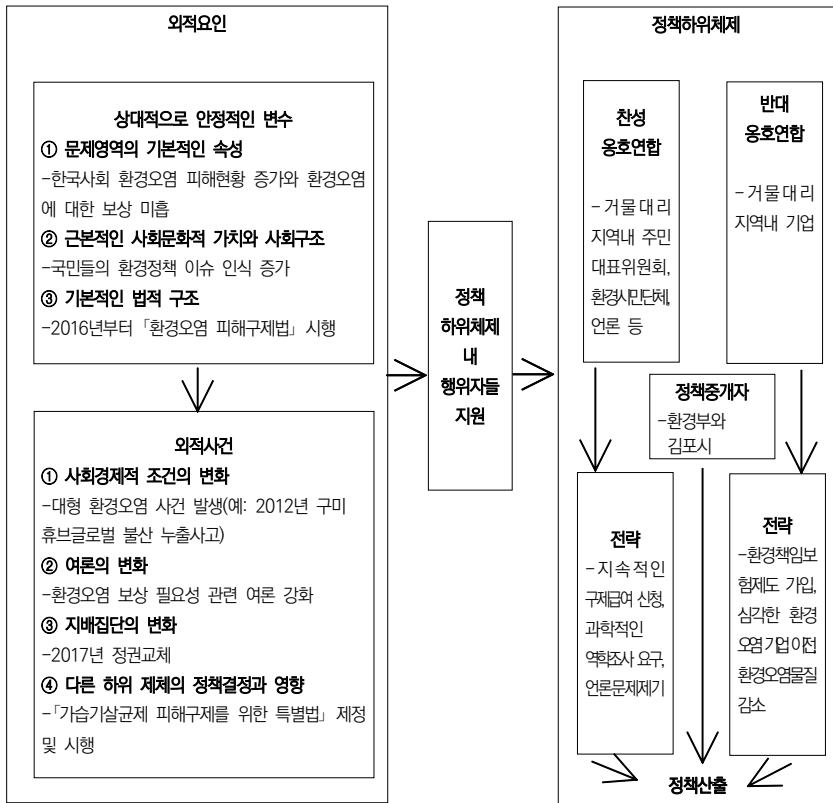 외적요인
상대적으로 안정적인 변수
① 문제영역의 기본적인 속성
-한국사회 환경오염 피해현황 증가와 환경오염
에 대한 보상 미흡
② 근본적인 사회문화적 가치와 사회구조
-국민들의 환경정책 이슈 인식 증가
③ 기본적인 법적 구조
-2016년부터 「환경오염 피해구제법」 시행
외적사건
① 사회경제적 조건의 변화
-대형 환경오염 사건 발생(예: 2012년 구미
휴브글로벌 불산 누출사고)
② 여론의 변화
-환경오염 보상 필요성 관련 여론 강화
③ 지배집단의 변화
-2017년 정권교체
④ 다른 하위 체제의 정책결정과 영향
-「가습기살균제 피해구제를 위한 특별법」 제정
및 시행
정책
하위체제
내
행위자들
지원
정책하위체제
찬성
옹호연합
-거물대리
지역내 주민
대표위원회,
환경시민단체,
언론 등
반대
옹호연합
-거물대리
지역내 기업
정책중개자
-환경부와
김포시
전략
-지속적인
구제급여 신청,
과학적인
역학조사 요구,
언론문제제기
전략
-환경책임보
험제도 가입,
심각한 환경
오염기업이전,
환경오염물질
감소
정책산출